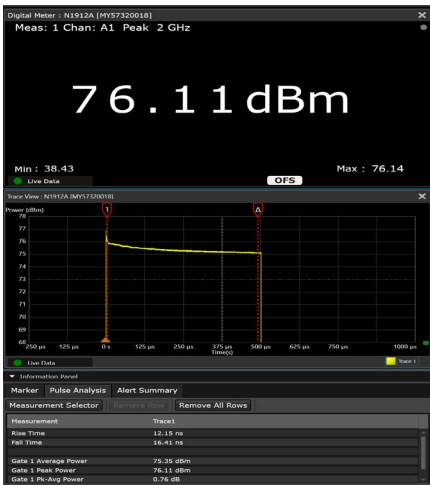 Digital Meter : N1912A [MY57320018]
Meas: 1 Chan: A1 Peak 2 GHz
76.11dBm
Min : 38.43
Max : 76.14
Live Data
OFS
Trace View : N1912A [MY57320018]
Power (dBm)
1
Δ
78
77
76
75
74
73
72
71
70
69
68
-250 µs -125 µs 0 s 125 µs 250 µs 375 µs 500 µs 625 µs 750 µs 1000 µs
Time(s)
Live Data
Trace 1
Information Panel
Marker Pulse Analysis Alert Summary
Measurement Selector Remove Row Remove All Rows
Measurement Trace1
Rise Time 12.15 ns
Fall Time 16.41 ns
Gate 1 Average Power 75.35 dBm
Gate 1 Peak Power 76.11 dBm
Gate 1 Pk-Avg Power 0.76 dB